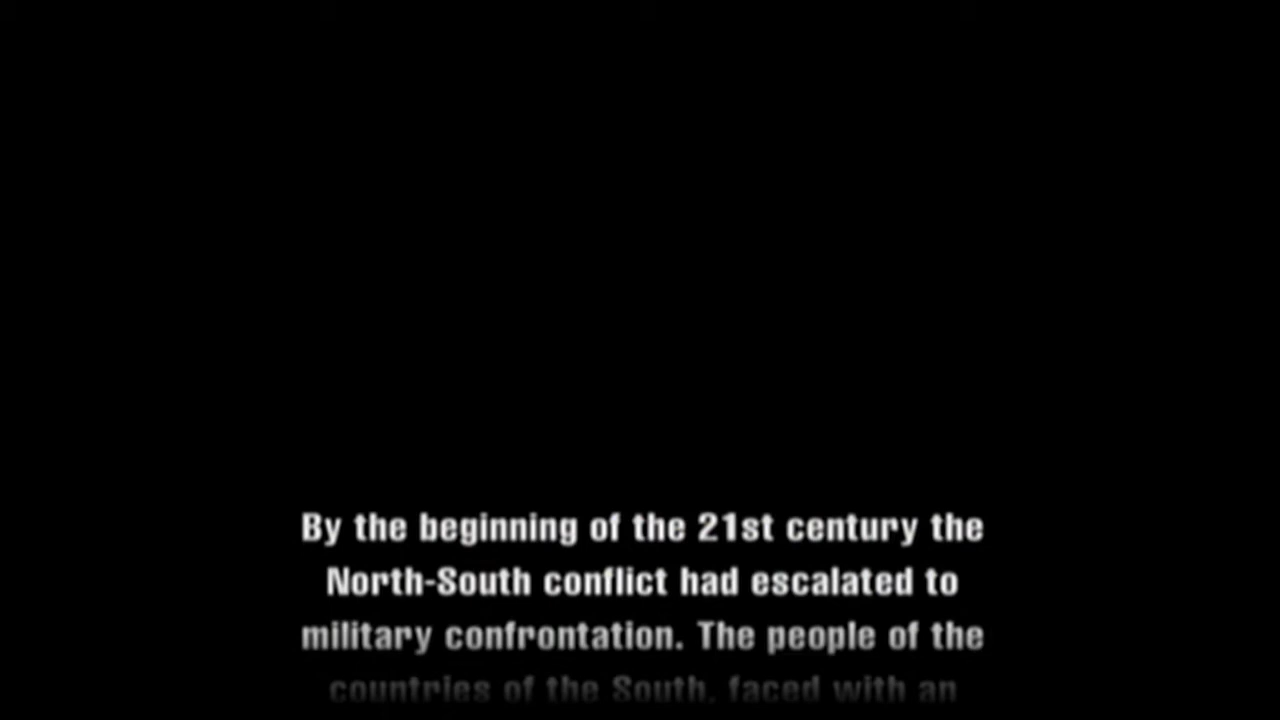 By the beginning of the 21st century the
North-South conflict had escalated to
military confrontation. The people of the
countries of the South, faced with an